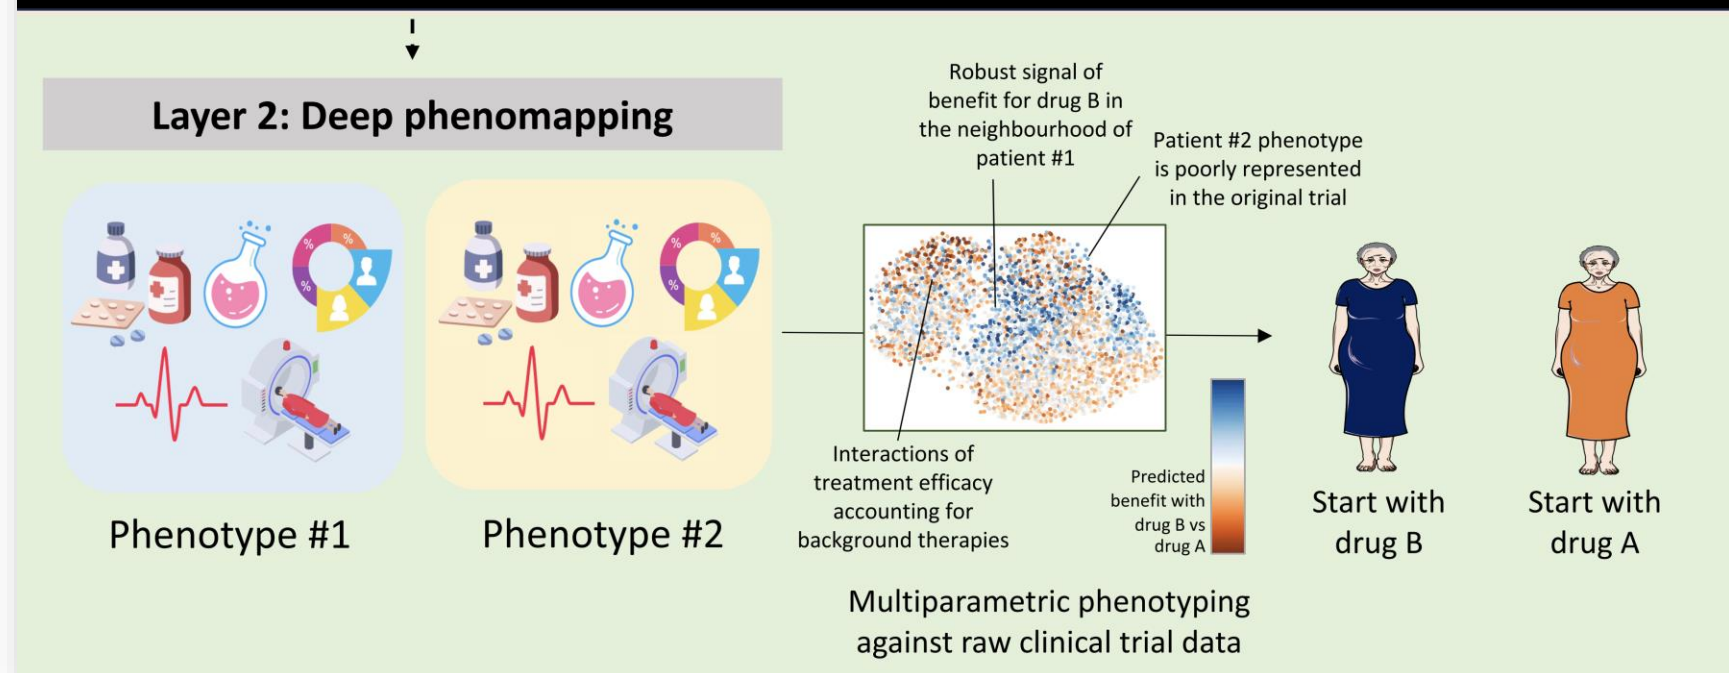 Layer 2: Deep phenomapping
Robust signal of
benefit for drug B in
the neighbourhood of
patient #1
Patient #2 phenotype
is poorly represented
in the original trial
%
%
%
%
%
%
Interactions of
treatment efficacy
accounting for
background therapies
Predicted
benefit with
drug B vs
drug A
Phenotype #1
Phenotype #2
Start with
drug B
Start with
drug A
Multiparametric phenotyping
against raw clinical trial data